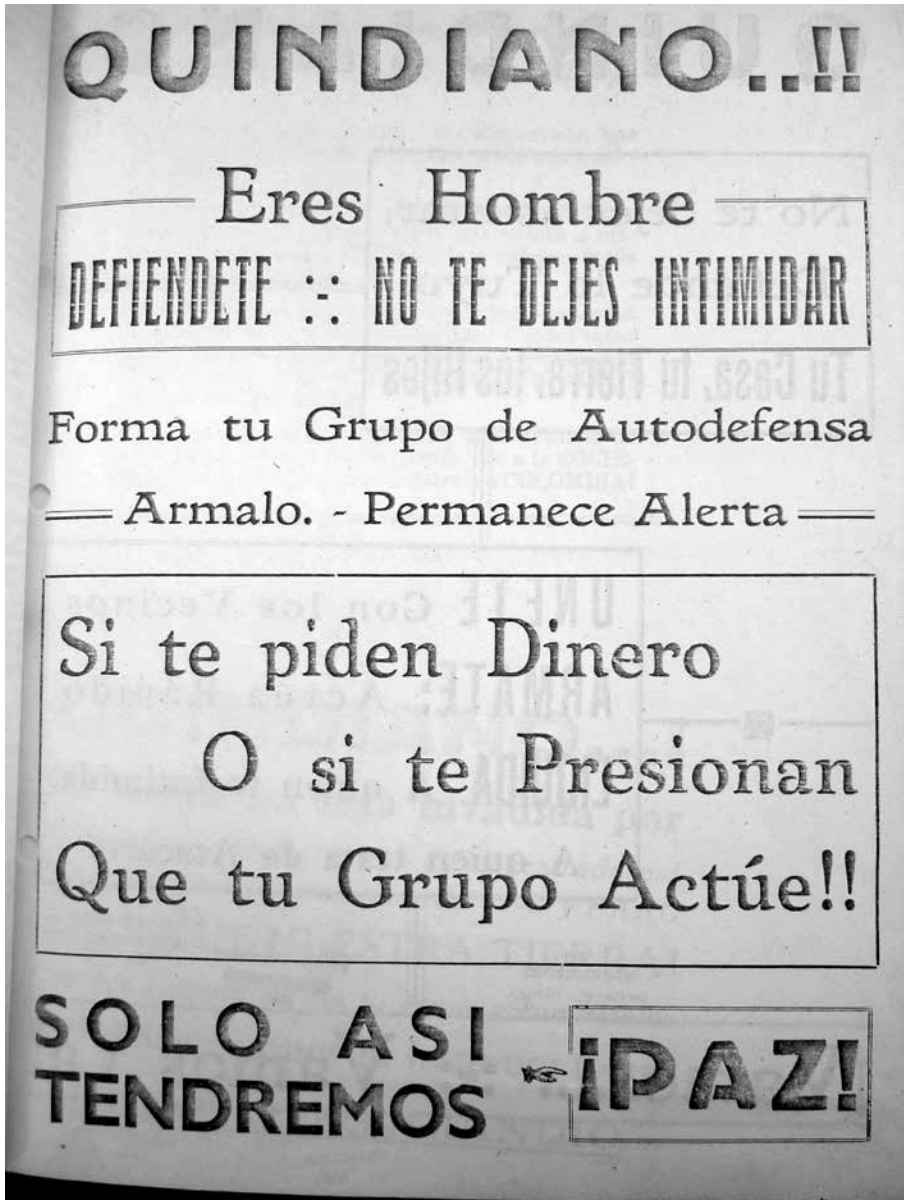 QUINDIANO..!!
Eres Hombre
DEFIENDETE :-: NO TE DEJES INTIMIDAR
Forma tu Grupo de Autodefensa
Armalo. - Permanece Alerta
Si te piden Dinero
O si te Presionan
Que tu Grupo Actúe!!
SOLO ASI
TENDREMOS
¡PAZ!